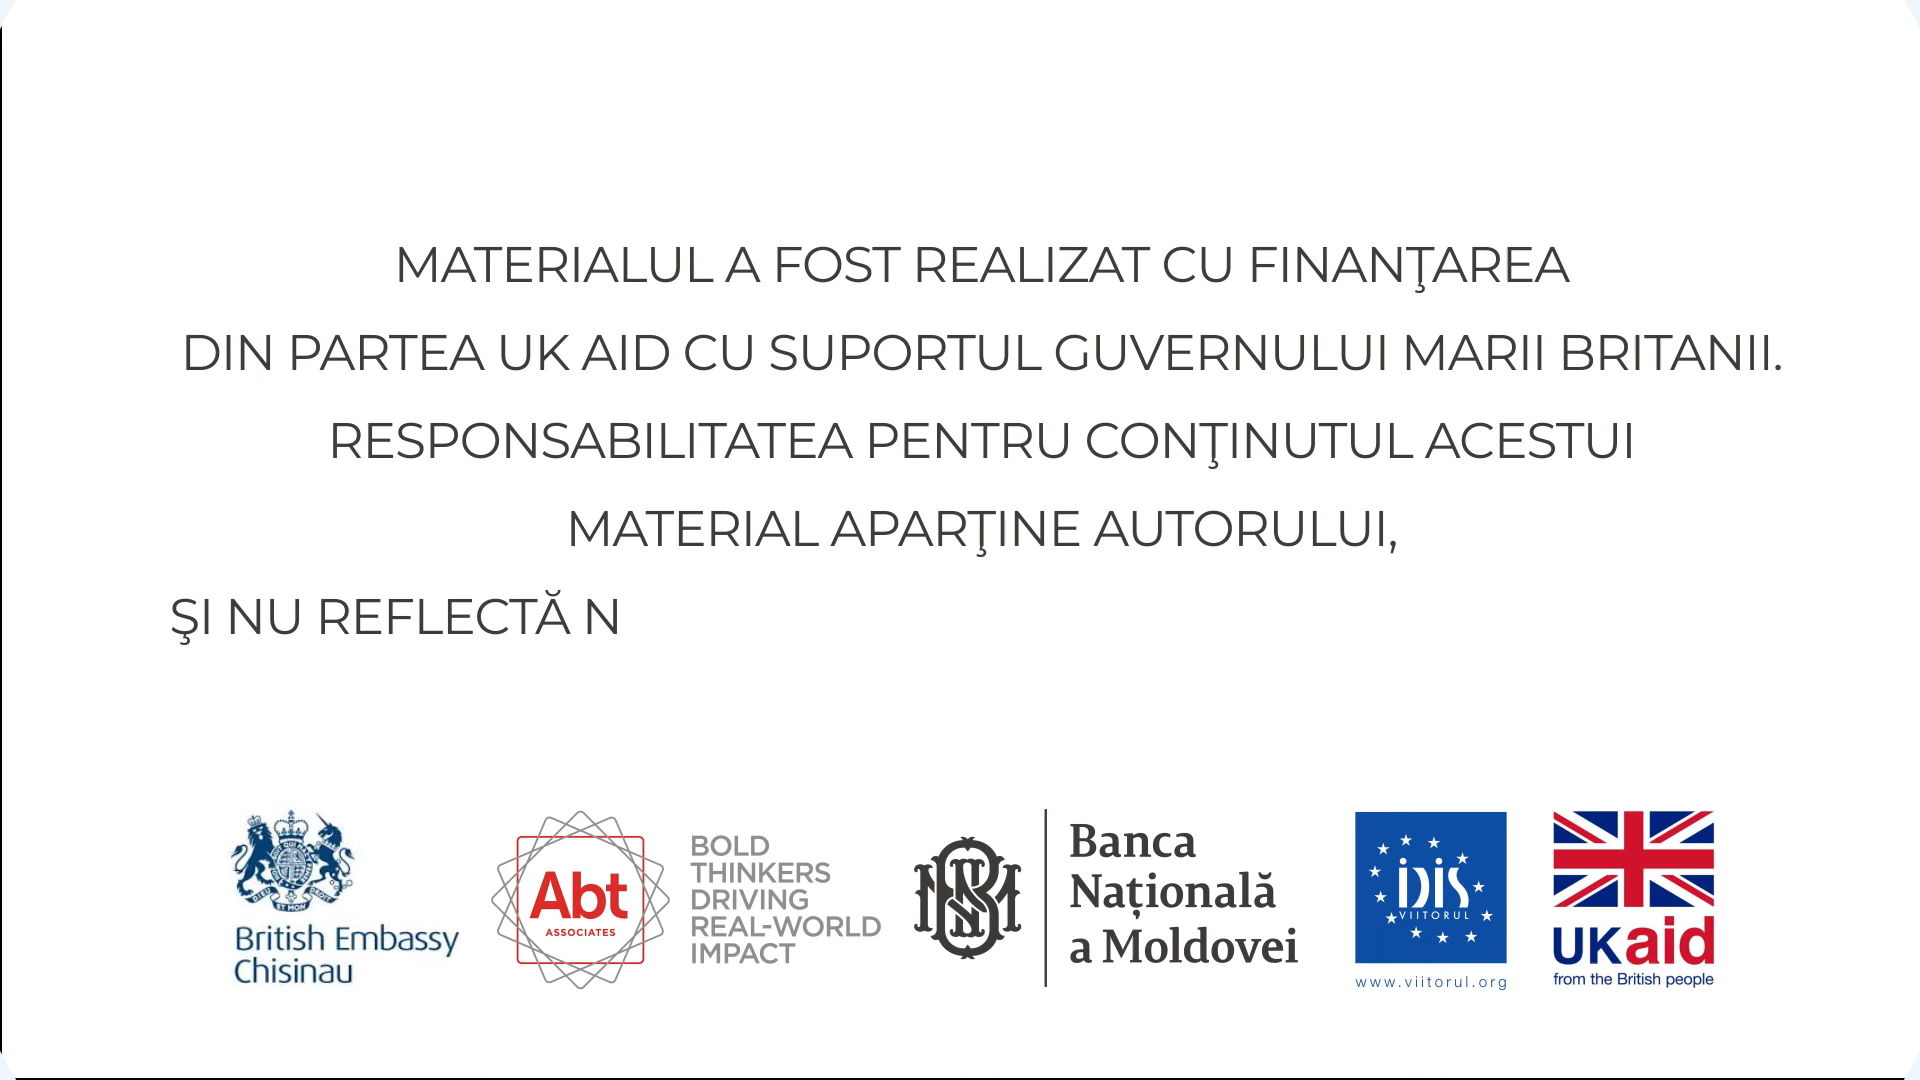 MATERIALUL A FOST REALIZAT CU FINANŢAREA
DIN PARTEA UK AID CU SUPORTUL GUVERNULUI MARII BRITANII.
RESPONSABILITATEA PENTRU CONŢINUTUL ACESTUI
MATERIAL APARŢINE AUTORULUI,
ŞI NU REFLECTĂ N
British Embassy
Chisinau
Abt
ASSOCIATES
BOLD
THINKERS
DRIVING
REAL-WORLD
IMPACT
Banca
Națională
a Moldovei
iDiS
VIITORUL
www.viitorul.org
UKaid
from the British people